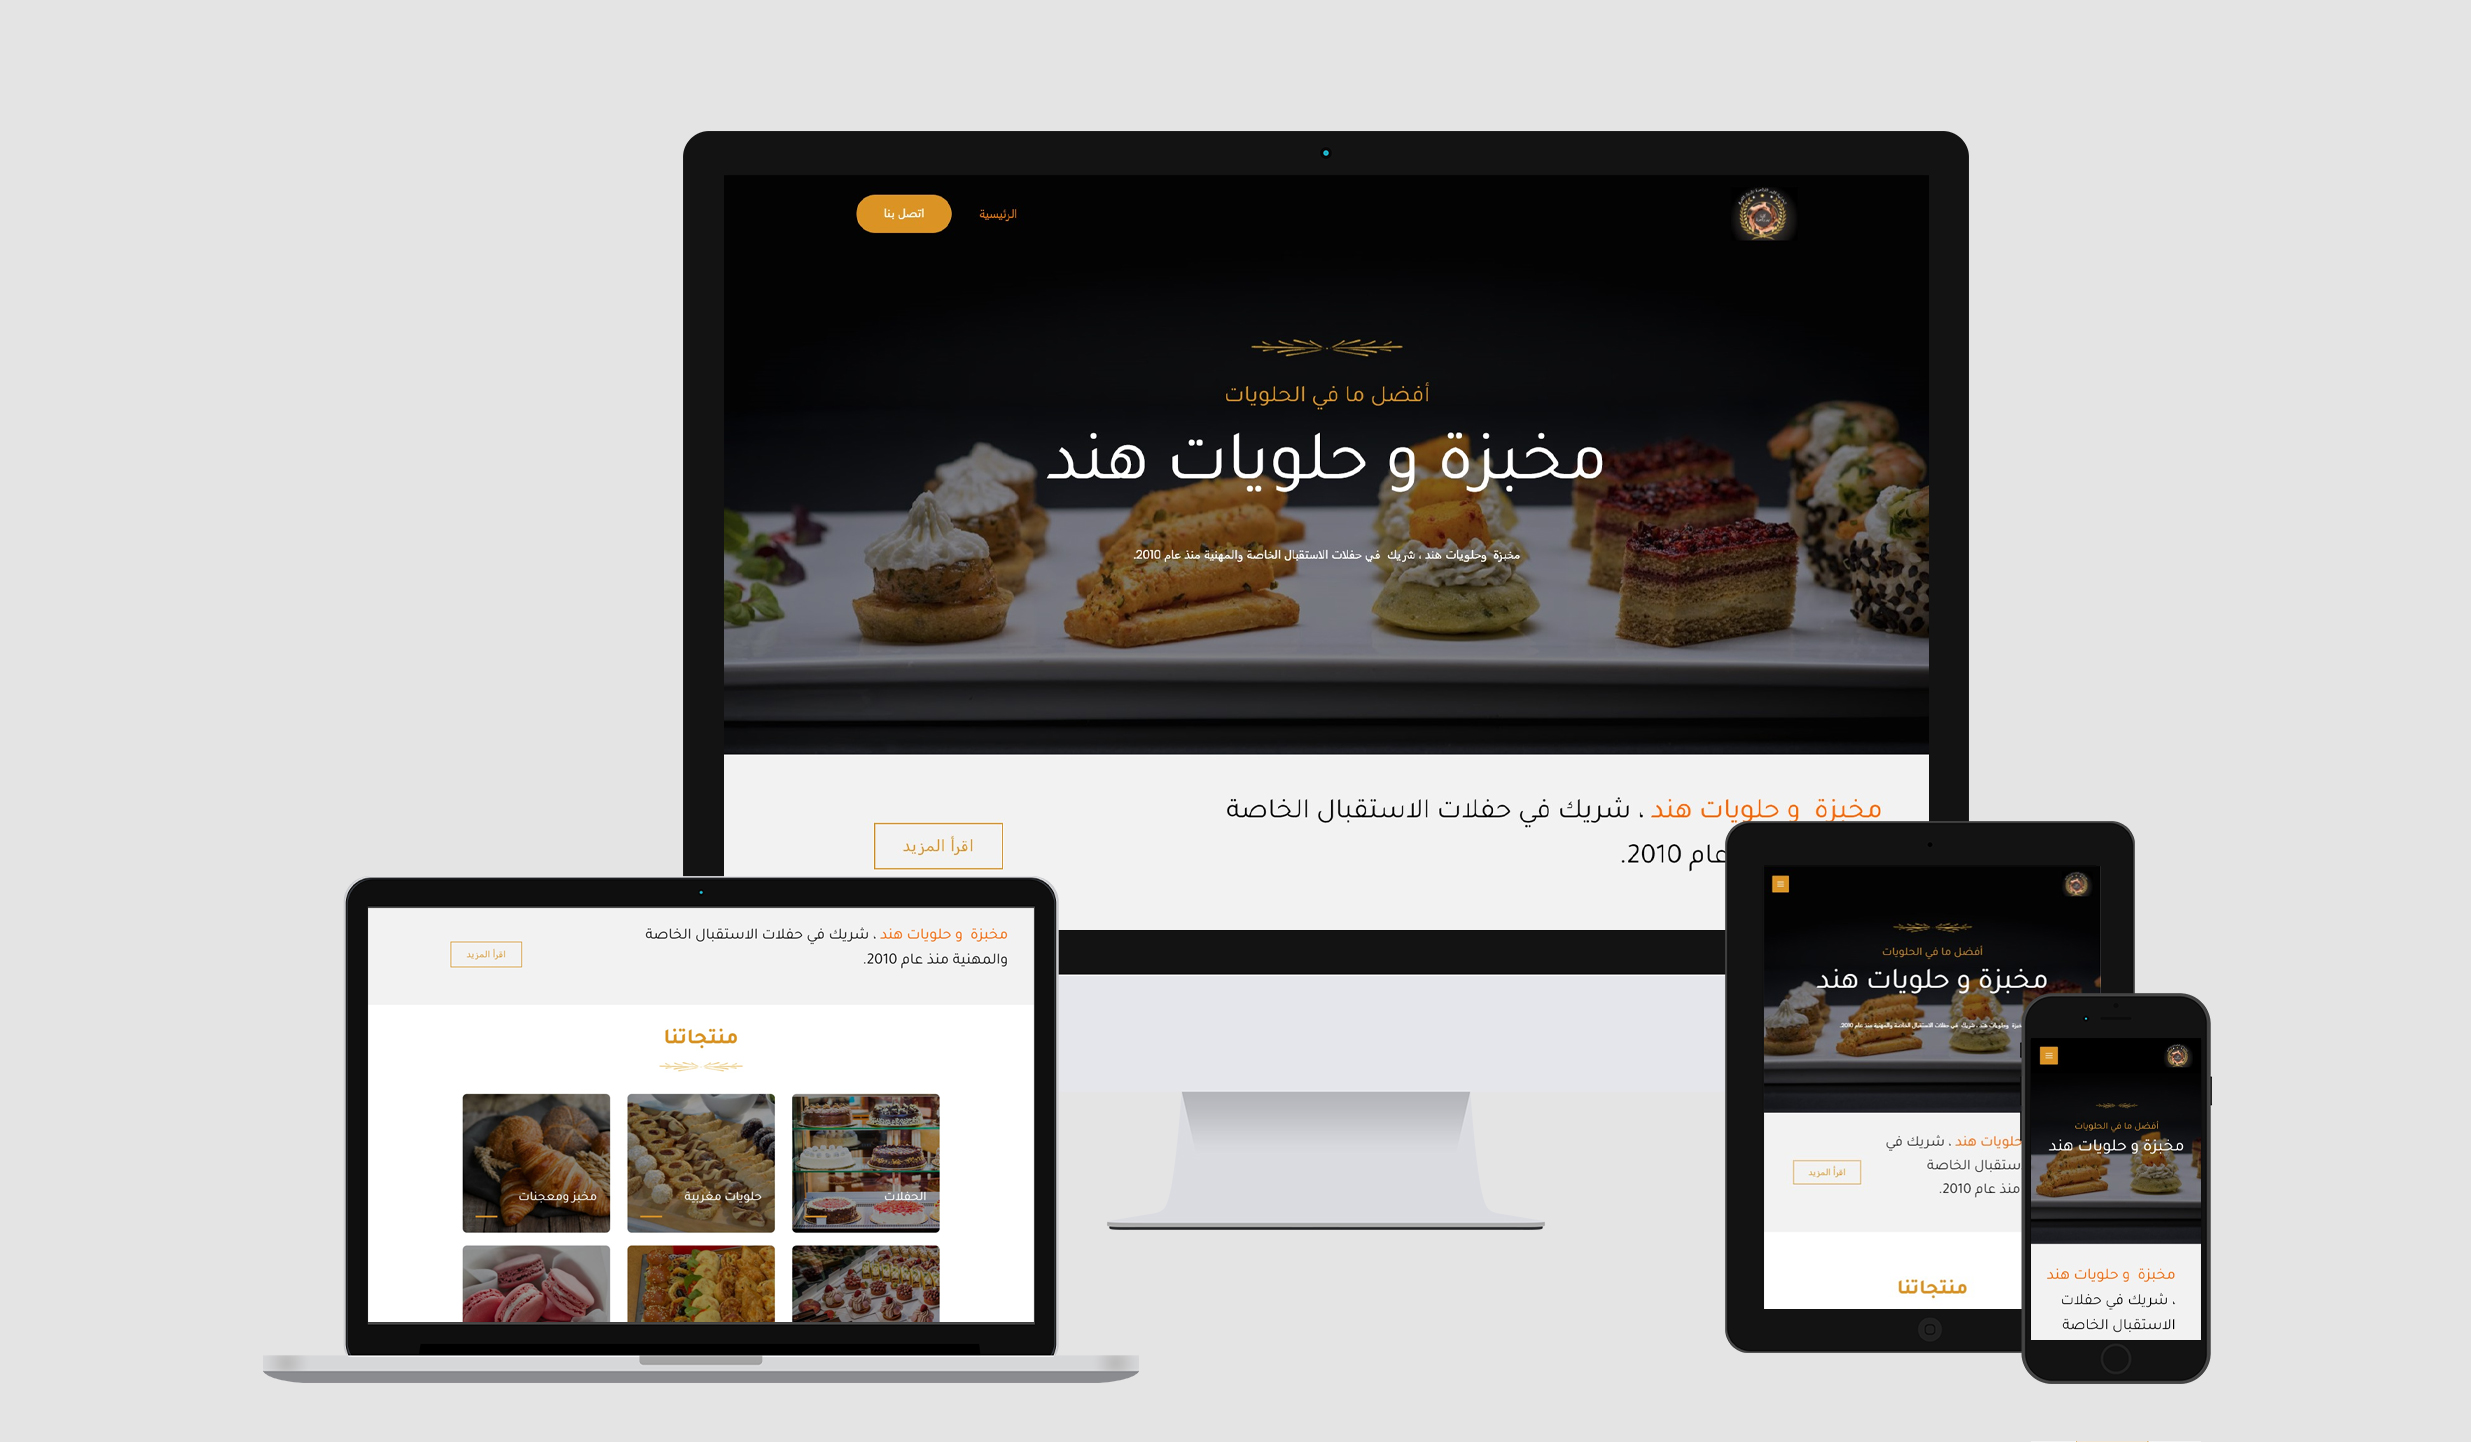 الرئيسية
اتصل بنا
أفضل ما في الحلويات
مخبزة و حلويات هند
مخبزة وحلويات هند ، شريك في حفلات الاستقبال الخاصة والمهنية منذ عام 2010.
مخبزة و حلويات هند ، شريك في حفلات الاستقبال الخاصة
عام 2010.
اقرأ المزيد
مخبزة و حلويات هند ، شريك في حفلات الاستقبال الخاصة
والمهنية منذ عام 2010.
اقرأ المزيد
منتجاتنا
الحفلات
حلويات مغربية
مخبز ومعجنات
أفضل ما في الحلويات
مخبزة و حلويات هند
وحلويات هند ، شريك في حفلات الاستقبال الخاصة والمهنية منذ عام 2010.
حلويات هند ، شريك في
ستقبال الخاصة
منذ عام 2010.
اقرأ المزيد
منتجاتنا
أفضل ما في الحلويات
مخبزة و حلويات هند
مخبزة و حلويات هند
، شريك في حفلات
الاستقبال الخاصة